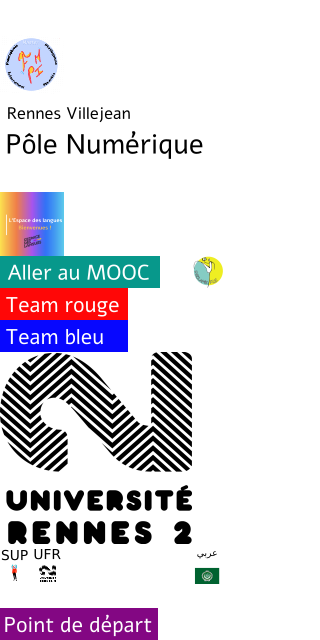 Rennes Villejean
Pôle Numérique
L'Espace des langues
Bienvenues !
Aller au MOOC
Team rouge
Team bleu
UNIVERSITÉ
RENNES 2
SUP UFR
عربي
Point de départ